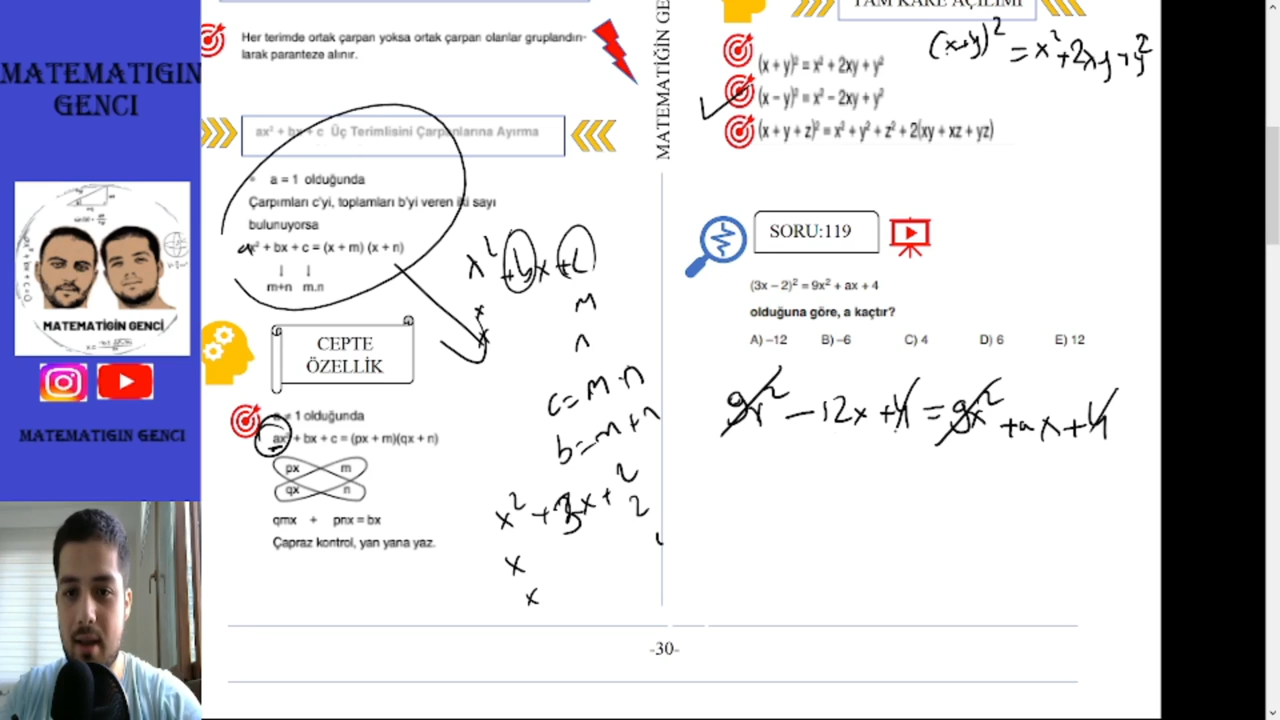 MATEMATIGIN
GENCI
MATEMATİGİN GENCİ
MATEMATIGIN GENCI
Her terimde ortak çarpan yoksa ortak çarpan olanlar gruplandırı-
larak paranteze alınır.
ax² + bx + c Üç Terimlisini Çarpanlarına Ayırma
a = 1 olduğunda
Çarpımları c'yi, toplamları b'yi veren iki sayı
bulunuyorsa
ax² + bx + c = (x + m) (x + n)
↓ ↓
m+n m.n
x² + bx + c
x m
x n
c = m·n
b = m+n
CEPTE
ÖZELLİK
a ≠ 1 olduğunda
ax² + bx + c = (px + m)(qx + n)
px m
qx n
qmx + pnx = bx
Çapraz kontrol, yan yana yaz.
x² + 3x + 2
x 2
x
MATEMATİĞİN GE
TAM KARE AÇILIMI
(x+y)² = x² + 2xy + y²
(x + y)² = x² + 2xy + y²
(x – y)² = x² – 2xy + y²
(x + y + z)² = x² + y² + z² + 2(xy + xz + yz)
SORU:119
(3x – 2)² = 9x² + ax + 4
olduğuna göre, a kaçtır?
A) –12 B) –6 C) 4 D) 6 E) 12
9x² – 12x + 4 = 9x² + ax + 4
-30-